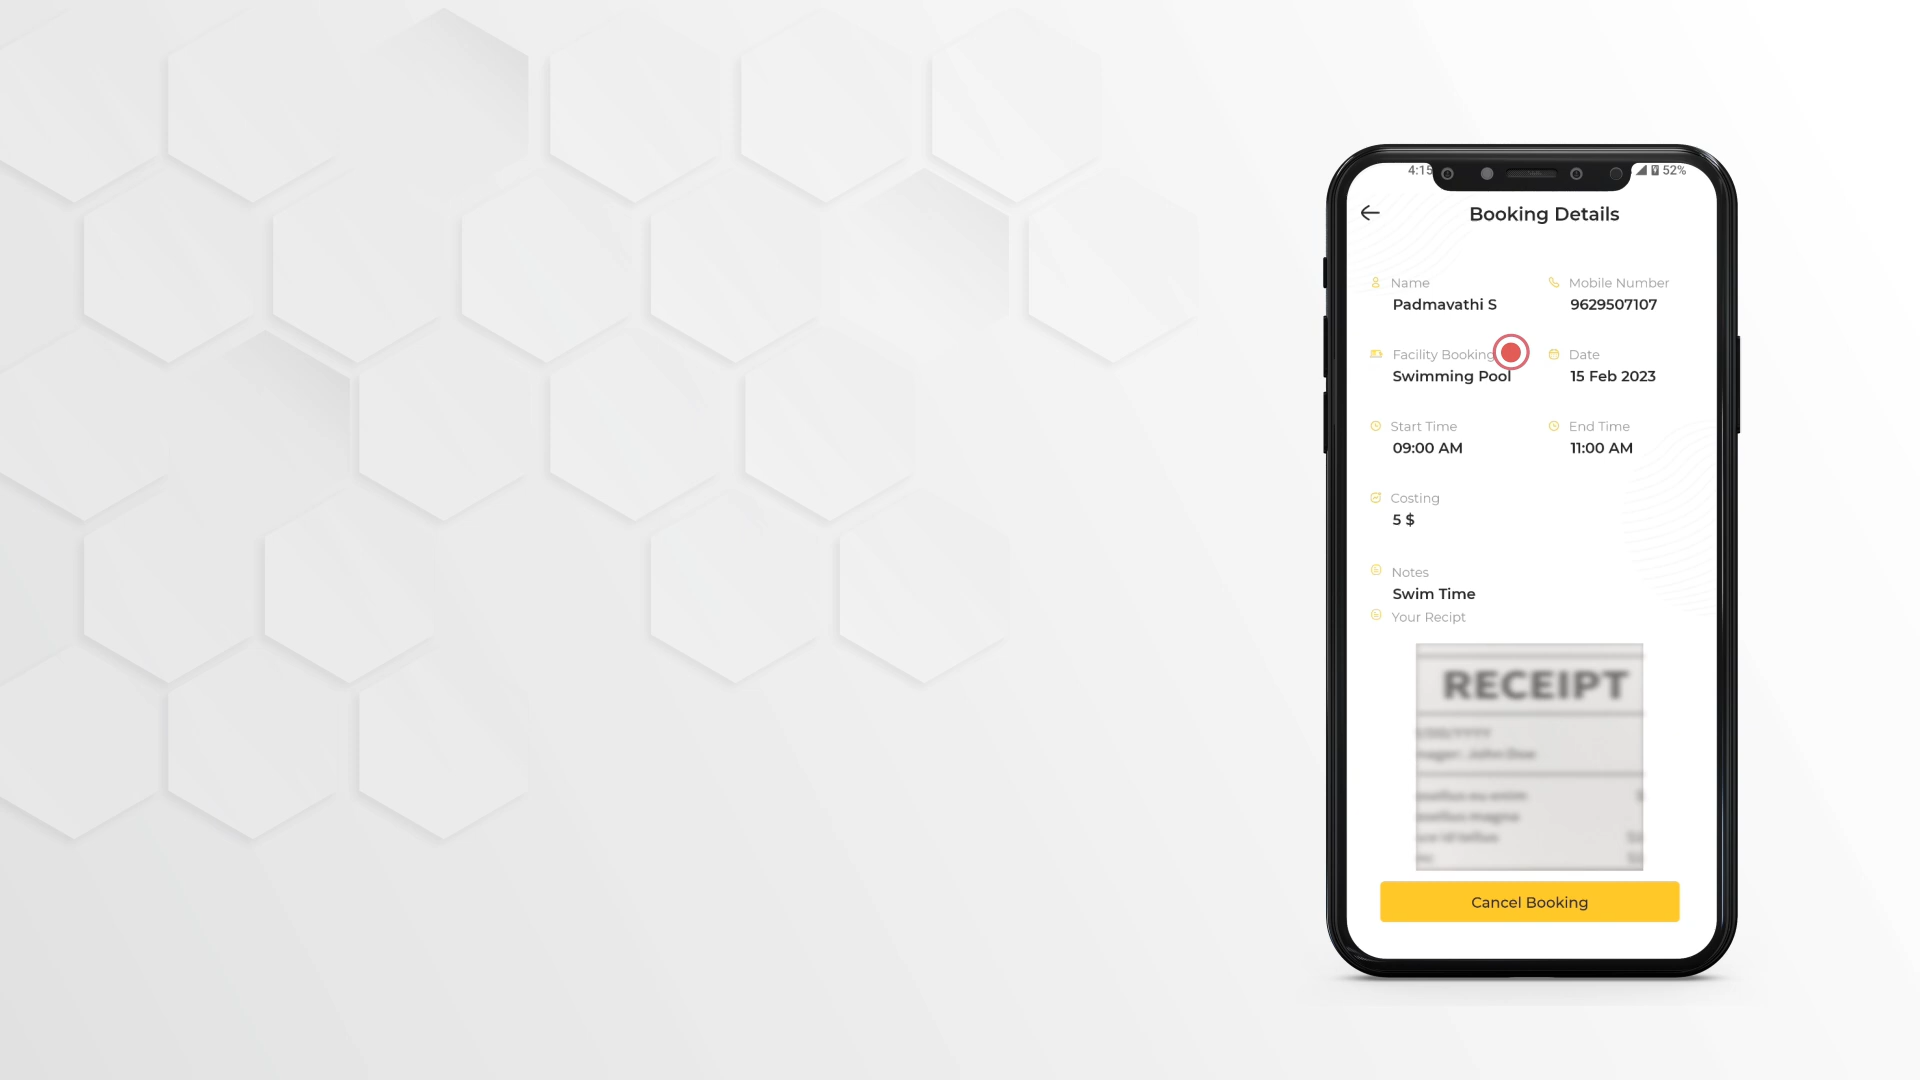 4:15
52%
Booking Details
Name
Mobile Number
Padmavathi S
9629507107
Facility Booking
Date
Swimming Pool
15 Feb 2023
Start Time
End Time
09:00 AM
11:00 AM
Costing
5 $
Notes
Swim Time
Your Recipt
RECEIPT
John Doe
Cancel Booking